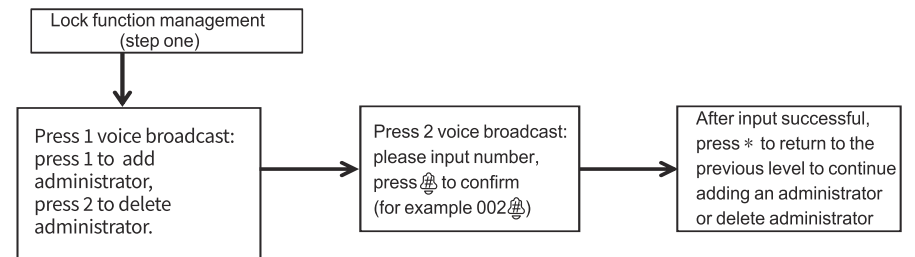 Lock function management
(step one)
Press 1 voice broadcast:
press 1 to add
administrator,
press 2 to delete
administrator.
Press 2 voice broadcast:
please input number,
press # to confirm
(for example 002#)
After input successful,
press * to return to the
previous level to continue
adding an administrator
or delete administrator